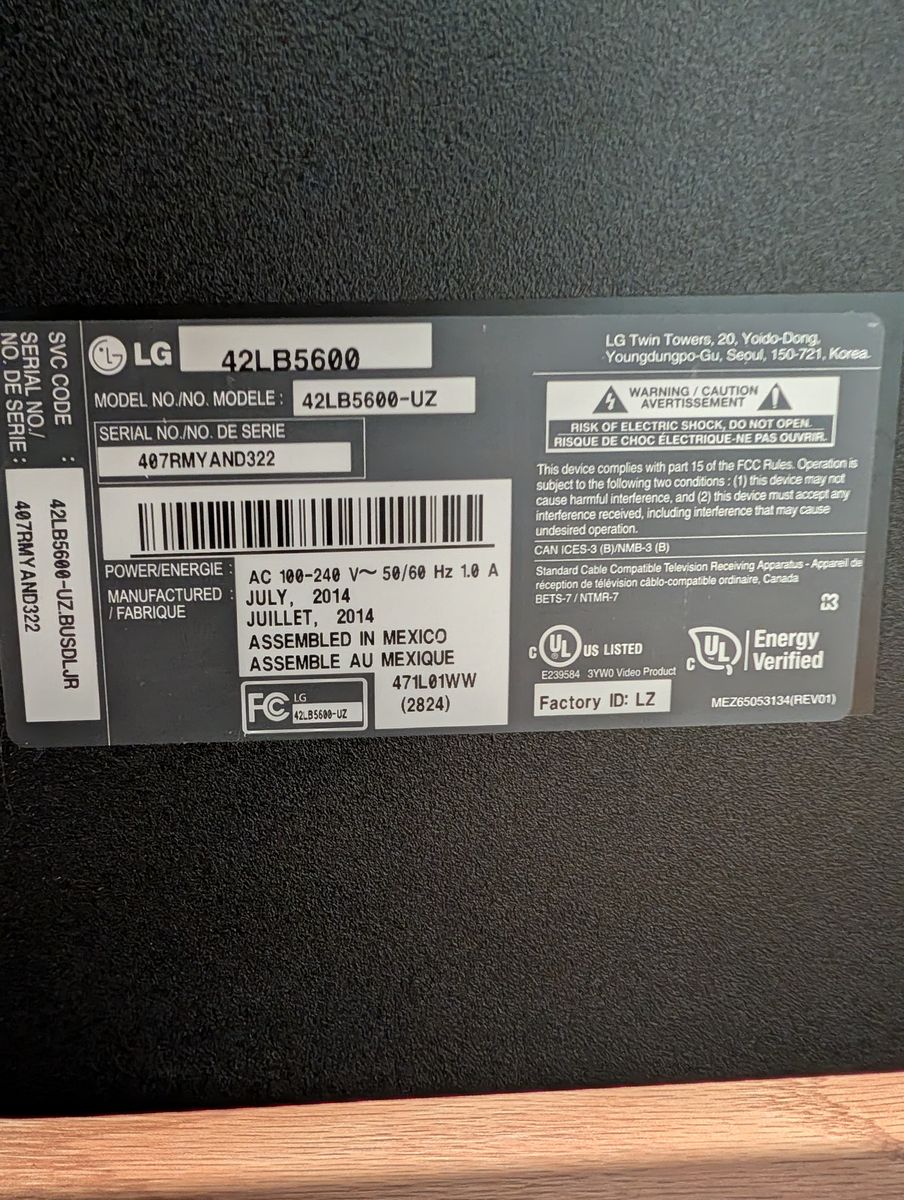 SVC CODE : 42LB5600-UZ.BUSDLJR
SERIAL NO./
NO. DE SERIE : 407RMYAND322
LG 42LB5600
MODEL NO./NO. MODELE : 42LB5600-UZ
SERIAL NO./NO. DE SERIE
407RMYAND322
POWER/ENERGIE : AC 100-240 V~ 50/60 Hz 1.0 A
MANUFACTURED : JULY, 2014
/ FABRIQUE JUILLET, 2014
ASSEMBLED IN MEXICO
ASSEMBLE AU MEXIQUE
FC LG
42LB5600-UZ
471L01WW
(2824)
LG Twin Towers, 20, Yoido-Dong,
Youngdungpo-Gu, Seoul, 150-721, Korea.
WARNING / CAUTION
AVERTISSEMENT
RISK OF ELECTRIC SHOCK, DO NOT OPEN.
RISQUE DE CHOC ÉLECTRIQUE-NE PAS OUVRIR.
This device complies with part 15 of the FCC Rules. Operation is
subject to the following two conditions : (1) this device may not
cause harmful interference, and (2) this device must accept any
interference received, including interference that may cause
undesired operation.
CAN ICES-3 (B)/NMB-3 (B)
Standard Cable Compatible Television Receiving Apparatus - Appareil de
réception de télévision câblo-compatible ordinaire, Canada
BETS-7 / NTMR-7
C UL US LISTED
E239584 3YW0 Video Product
C UL Energy
Verified
Factory ID: LZ
MEZ65053134(REV01)